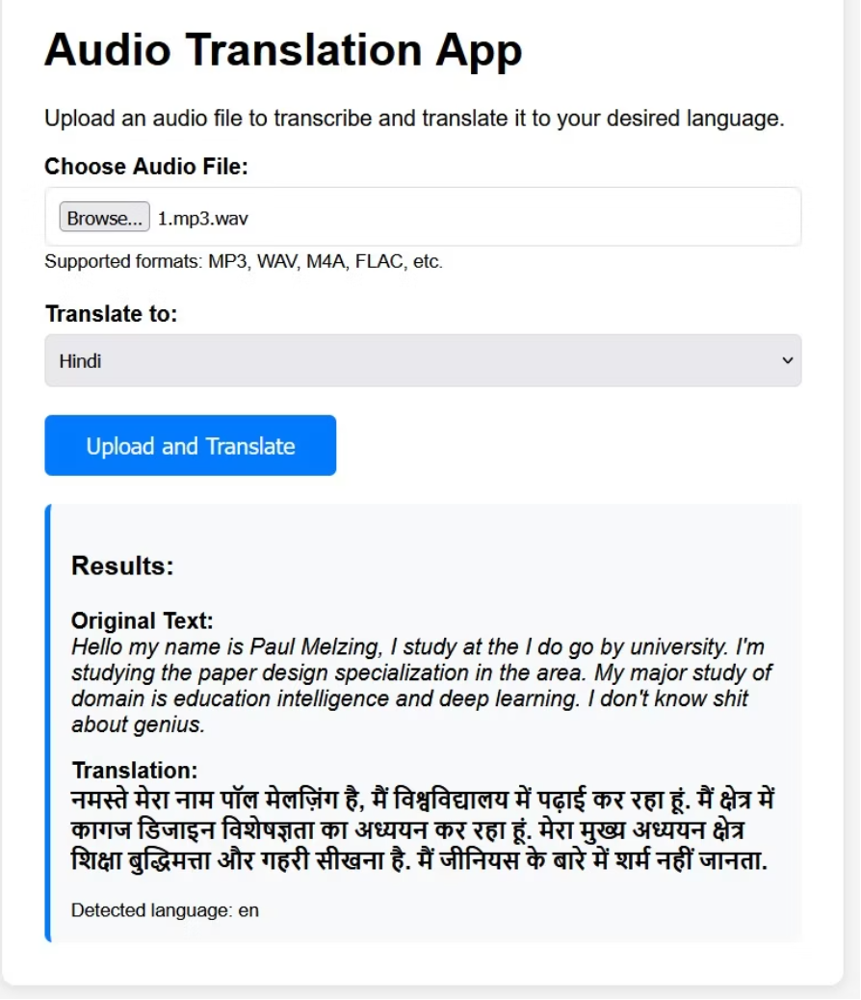 Audio Translation App
Upload an audio file to transcribe and translate it to your desired language.
Choose Audio File:
Browse... 1.mp3.wav
Supported formats: MP3, WAV, M4A, FLAC, etc.
Translate to:
Hindi
Upload and Translate
Results:
Original Text:
Hello my name is Paul Melzing, I study at the I do go by university. I'm
studying the paper design specialization in the area. My major study of
domain is education intelligence and deep learning. I don't know shit
about genius.
Translation:
नमस्ते मेरा नाम पॉल मेलज़िंग है, मैं विश्वविद्यालय में पढ़ाई कर रहा हूं. मैं क्षेत्र में
कागज डिजाइन विशेषज्ञता का अध्ययन कर रहा हूं. मेरा मुख्य अध्ययन क्षेत्र
शिक्षा बुद्धिमत्ता और गहरी सीखना है. मैं जीनियस के बारे में शर्म नहीं जानता.
Detected language: en